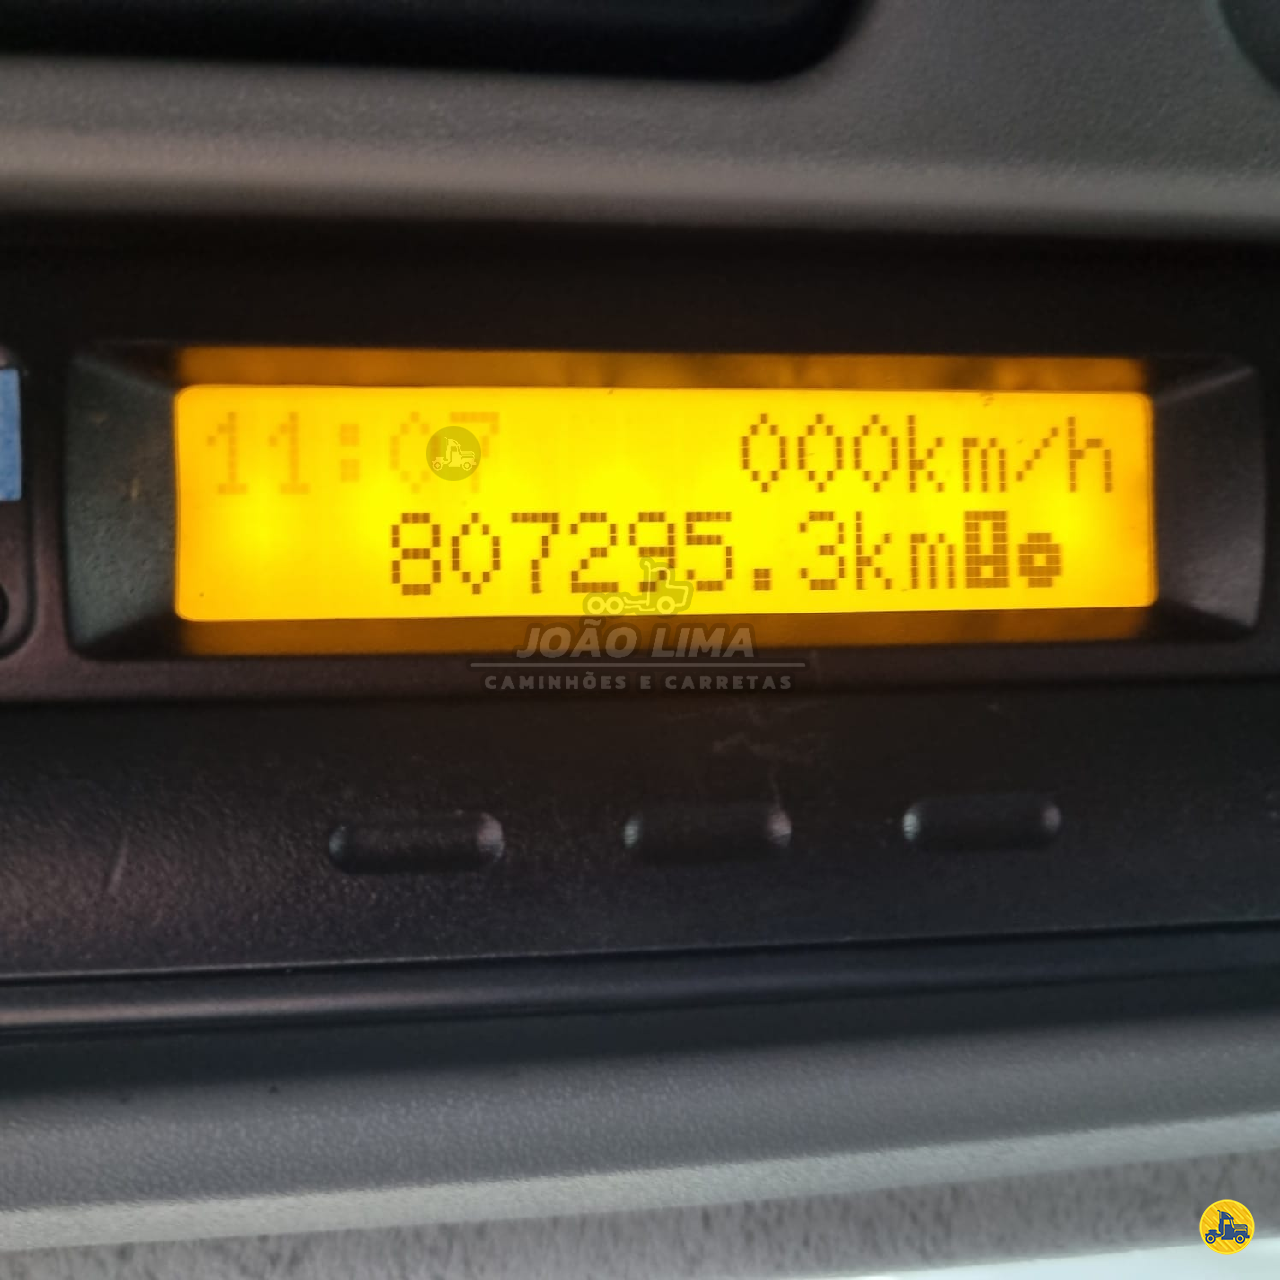 11:07 000km/h
807295.3km
JOÃO LIMA
CAMINHÕES E CARRETAS